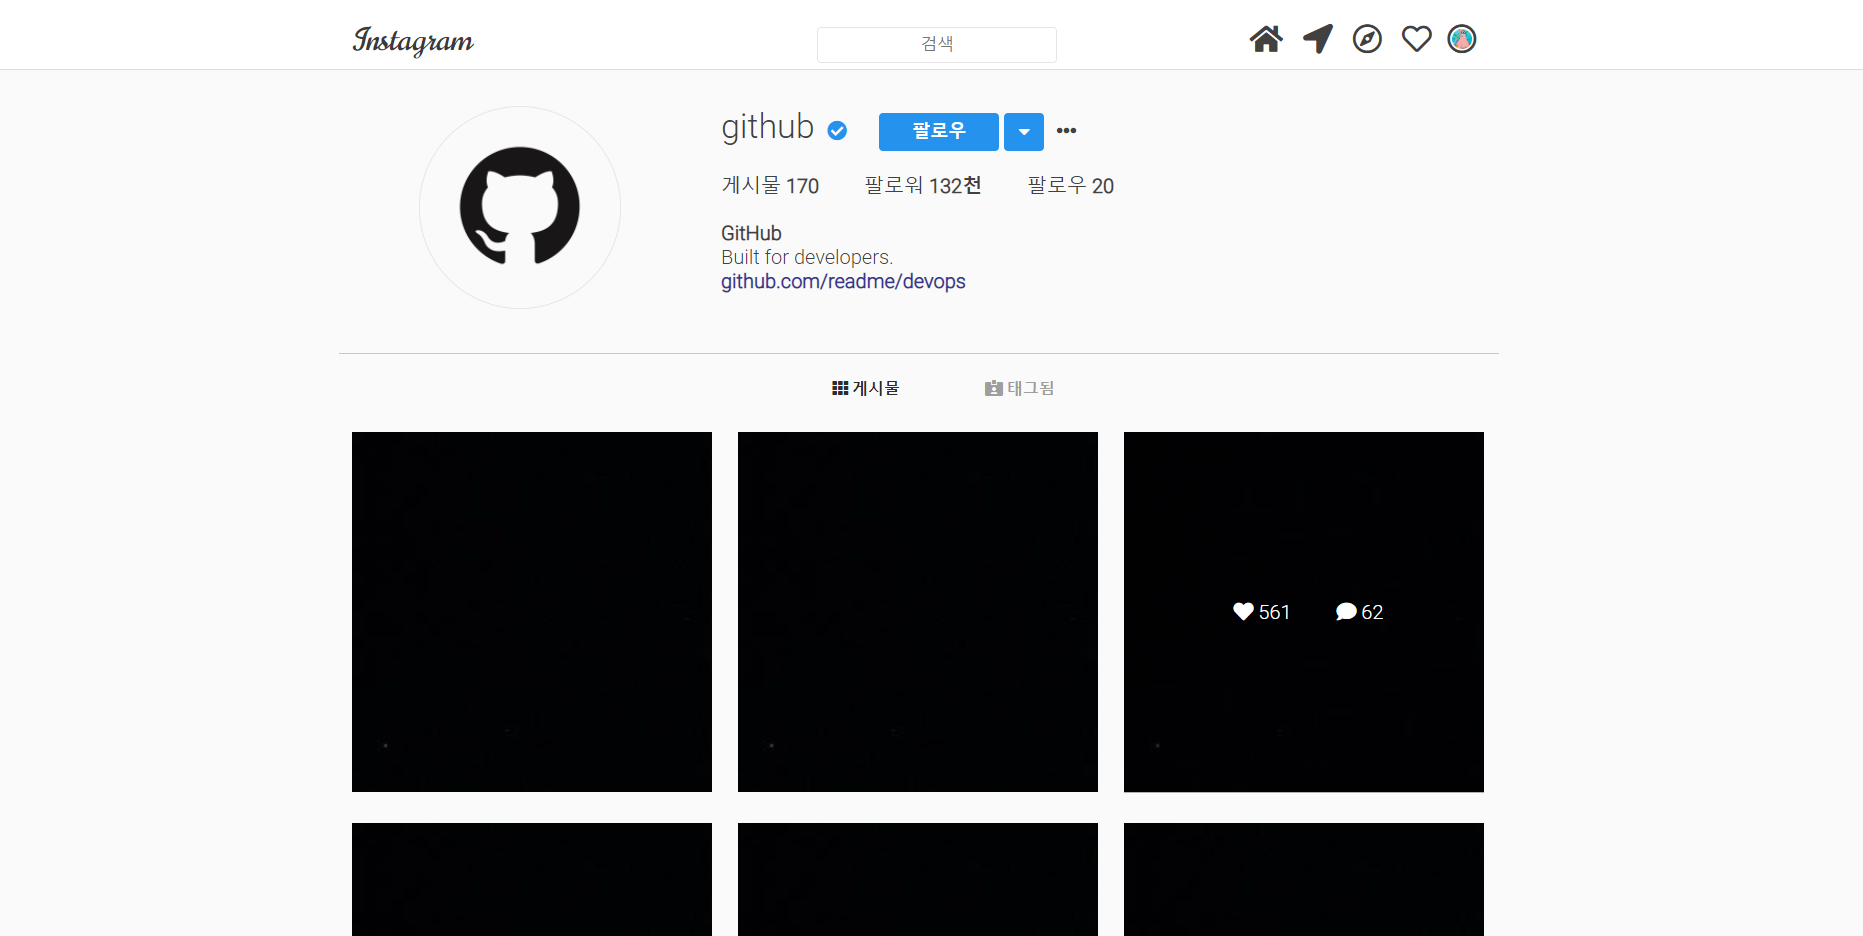 Instagram
검색
github
팔로우
게시물 170 팔로워 132천 팔로우 20
GitHub
Built for developers.
github.com/readme/devops
게시물 태그됨
561 62